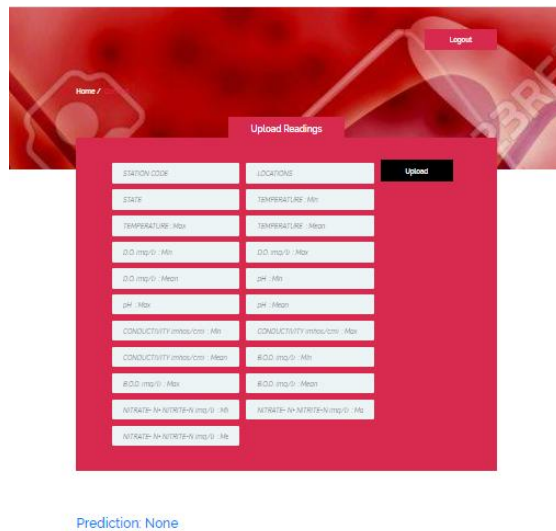 Logout
Home /
Upload Readings
STATION CODE
LOCATIONS
Upload
STATE
TEMPERATURE : Min
TEMPERATURE : Max
TEMPERATURE : Mean
D.O. (mg/l) : Min
D.O. (mg/l) : Max
D.O. (mg/l) : Mean
pH : Min
pH : Max
pH : Mean
CONDUCTIVITY (mhos/cm) : Min
CONDUCTIVITY (mhos/cm) : Max
CONDUCTIVITY (mhos/cm) : Mean
B.O.D. (mg/l) : Min
B.O.D. (mg/l) : Max
B.O.D. (mg/l) : Mean
NITRATE- N+ NITRITE-N (mg/l) : Mi
NITRATE- N+ NITRITE-N (mg/l) : Ma
NITRATE- N+ NITRITE-N (mg/l) : Me
Prediction: None